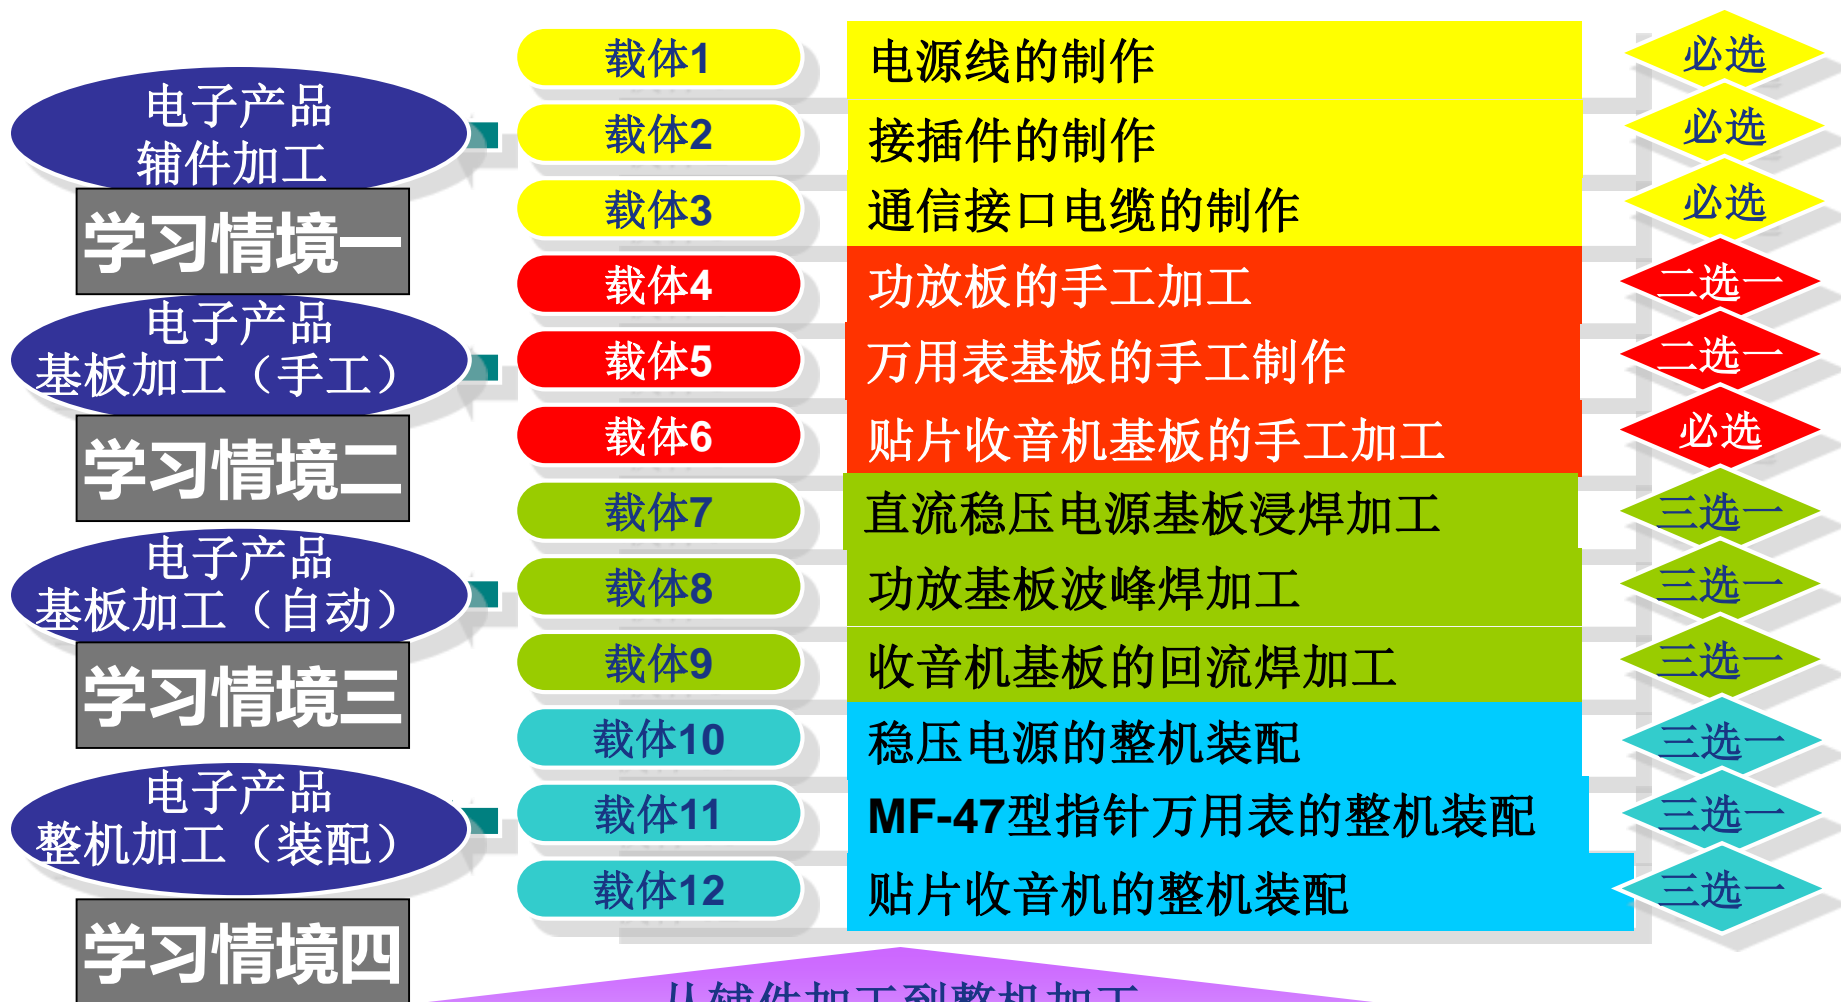 电子产品
辅件加工
学习情境一
载体1 电源线的制作 必选
载体2 接插件的制作 必选
载体3 通信接口电缆的制作 必选
电子产品
基板加工（手工）
学习情境二
载体4 功放板的手工加工 二选一
载体5 万用表基板的手工制作 二选一
载体6 贴片收音机基板的手工加工 必选
电子产品
基板加工（自动）
学习情境三
载体7 直流稳压电源基板浸焊加工 三选一
载体8 功放基板波峰焊加工 三选一
载体9 收音机基板的回流焊加工 三选一
电子产品
整机加工（装配）
学习情境四
载体10 稳压电源的整机装配 三选一
载体11 MF-47型指针万用表的整机装配 三选一
载体12 贴片收音机的整机装配 三选一
从辅件加工到整机加工